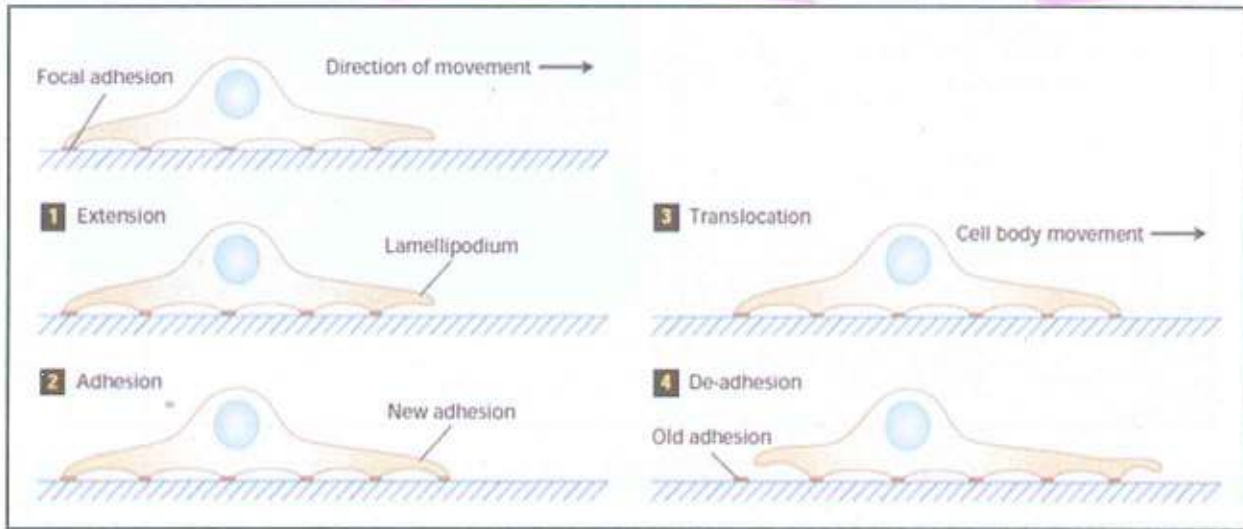 Focal adhesion
Direction of movement
1 Extension
Lamellipodium
2 Adhesion
New adhesion
3 Translocation
Cell body movement
4 De-adhesion
Old adhesion